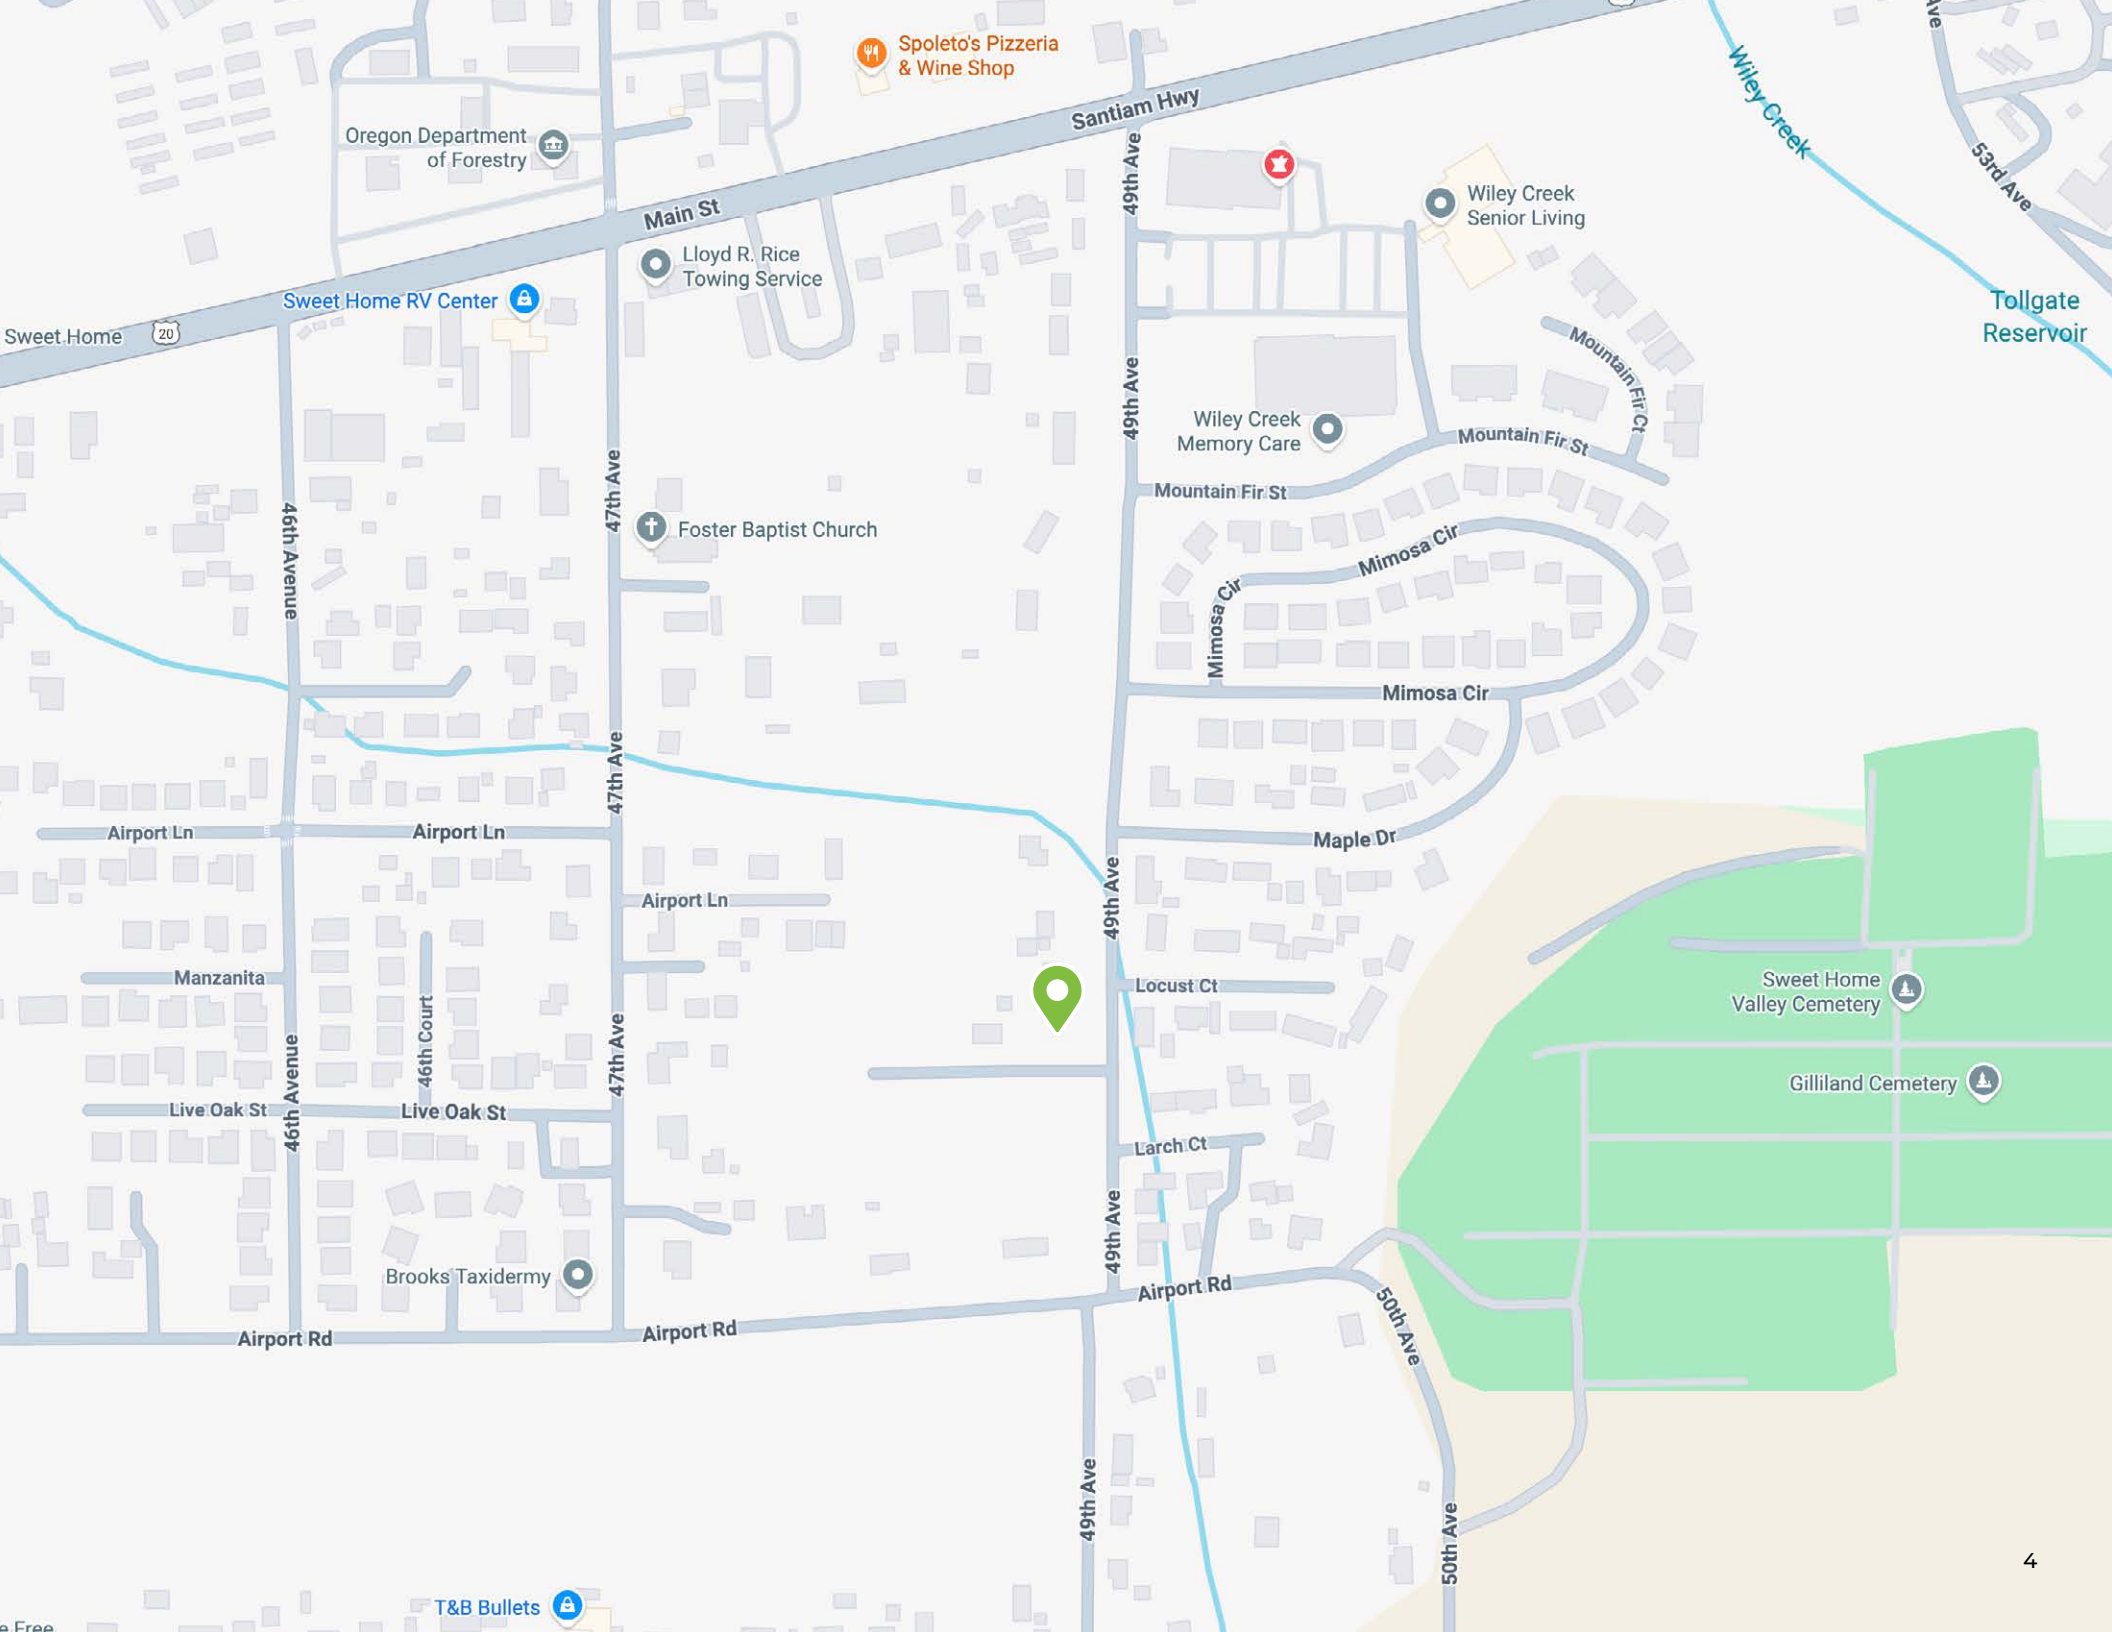 Spoleto's Pizzeria
& Wine Shop
Ave
Wiley Creek
Santiam Hwy
Oregon Department
of Forestry
49th Ave
53rd Ave
Wiley Creek
Senior Living
Main St
Lloyd R. Rice
Towing Service
Sweet Home RV Center
Tollgate
Reservoir
Sweet Home
20
Mountain Fir Ct
49th Ave
Wiley Creek
Memory Care
Mountain Fir St
47th Ave
Mountain Fir St
46th Avenue
Foster Baptist Church
Mimosa Cir
Mimosa Cir
Mimosa Cir
47th Ave
Airport Ln
Airport Ln
Maple Dr
49th Ave
Airport Ln
Manzanita
Locust Ct
Sweet Home
Valley Cemetery
46th Court
47th Ave
46th Avenue
Gilliland Cemetery
Live Oak St
Live Oak St
Larch Ct
49th Ave
Brooks Taxidermy
Airport Rd
50th Ave
Airport Rd
Airport Rd
49th Ave
50th Ave
4
T&B Bullets
e Free